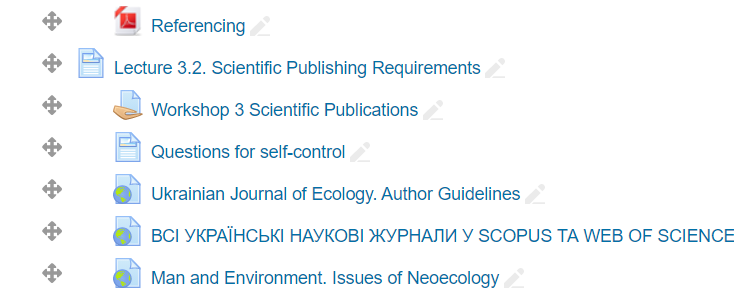 Referencing
Lecture 3.2. Scientific Publishing Requirements
Workshop 3 Scientific Publications
Questions for self-control
Ukrainian Journal of Ecology. Author Guidelines
ВСІ УКРАЇНСЬКІ НАУКОВІ ЖУРНАЛИ У SCOPUS ТА WEB OF SCIENCE
Man and Environment. Issues of Neoecology